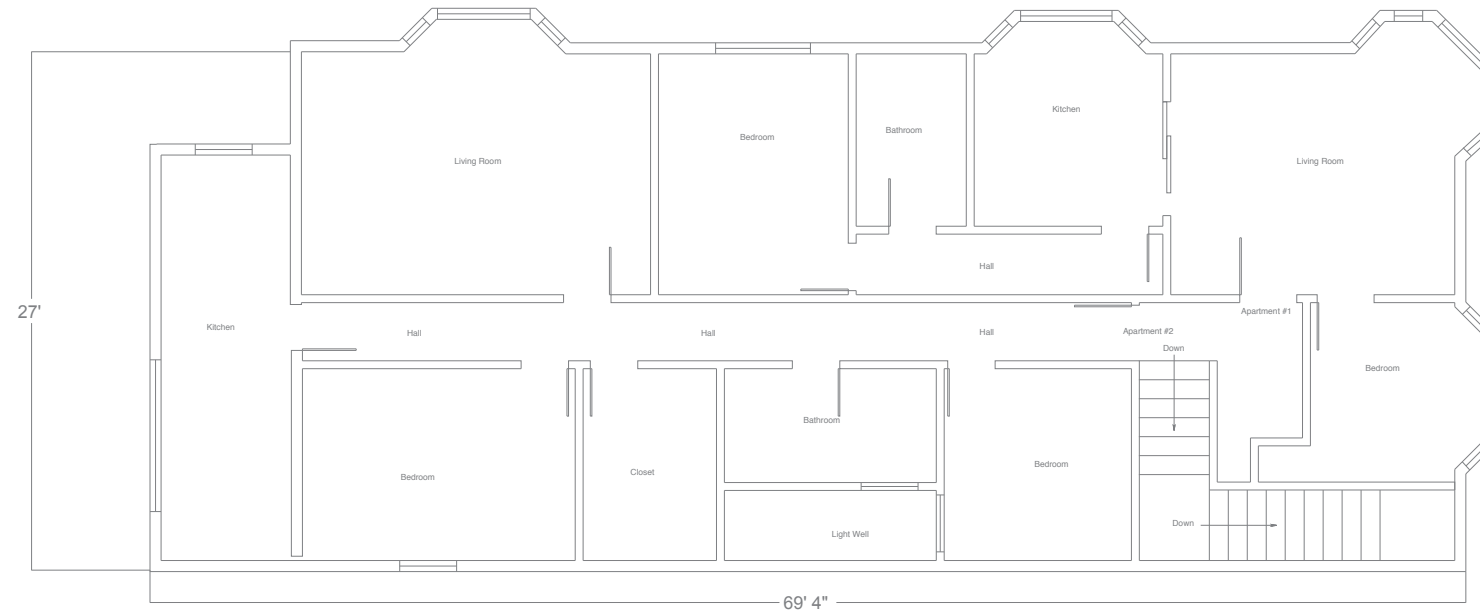 Kitchen
Bedroom
Bathroom
Living Room
Living Room
Hall
27'
Apartment #1
Kitchen
Hall
Hall
Hall
Apartment #2
Down
Bedroom
Bathroom
Bedroom
Closet
Bedroom
Down
Light Well
69' 4"